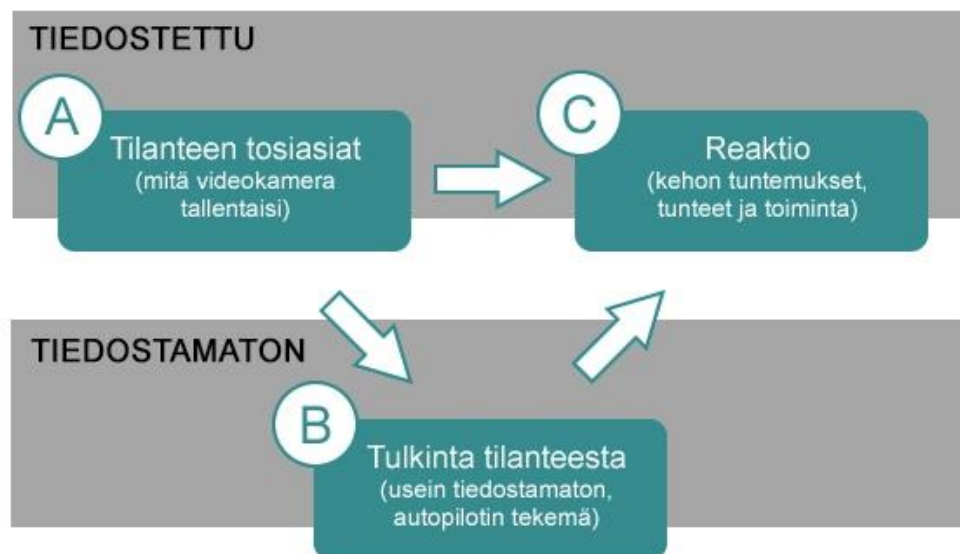 TIEDOSTETTU
A
Tilanteen tosiasiat
(mitä videokamera
tallentaisi)
C
Reaktio
(kehon tuntemukset,
tunteet ja toiminta)
TIEDOSTAMATON
B
Tulkinta tilanteesta
(usein tiedostamaton,
autopilotin tekemä)